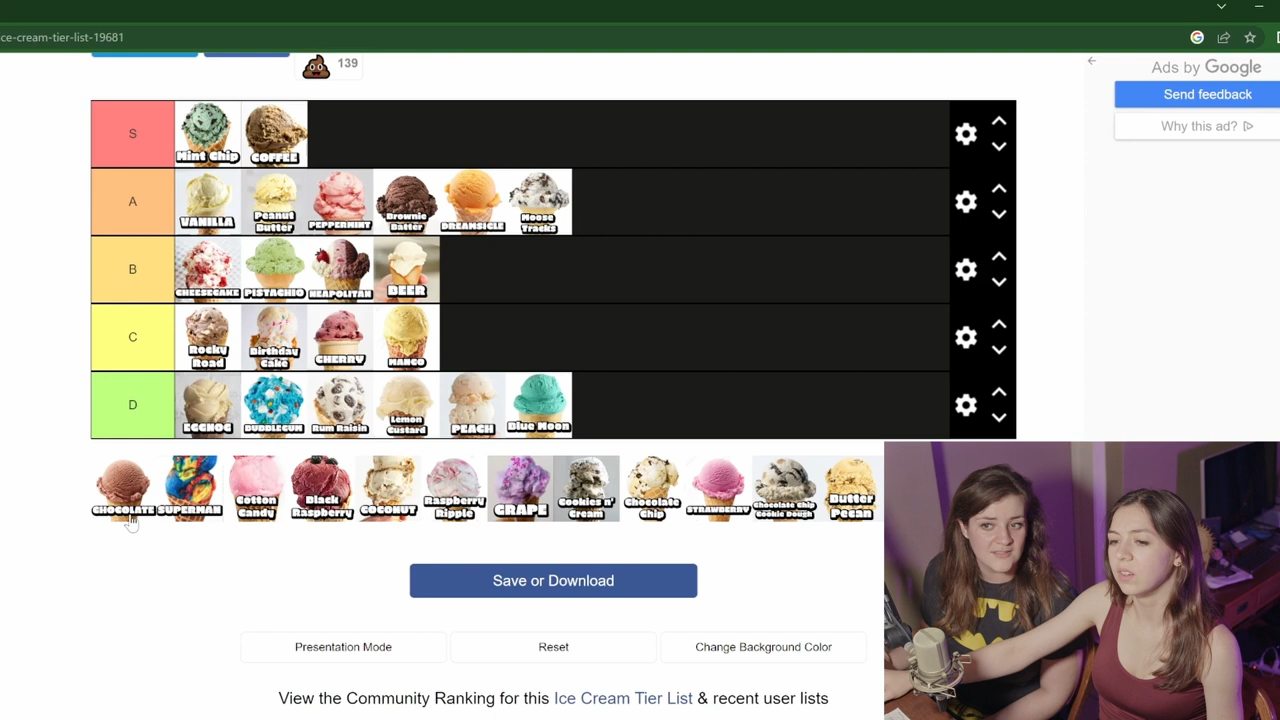 ce-cream-tier-list-19681
139
Ads by Google
Send feedback
Why this ad?
S
Mint Chip
COFFEE
A
VANILLA
Peanut Butter
PEPPERMINT
Brownie Batter
DREAMSICLE
Moose Tracks
B
CHEESECAKE
PISTACHIO
NEAPOLITAN
BEER
C
Rocky Road
Birthday Cake
CHERRY
MANGO
D
EGGNOG
BUBBLEGUM
Rum Raisin
Lemon Custard
PEACH
Blue Moon
CHOCOLATE
SUPERMAN
Cotton Candy
Black Raspberry
COCONUT
Raspberry Ripple
GRAPE
Cookies n' Cream
Chocolate Chip
STRAWBERRY
Chocolate Chip Cookie Dough
Butter Pecan
Save or Download
Presentation Mode
Reset
Change Background Color
View the Community Ranking for this Ice Cream Tier List & recent user lists